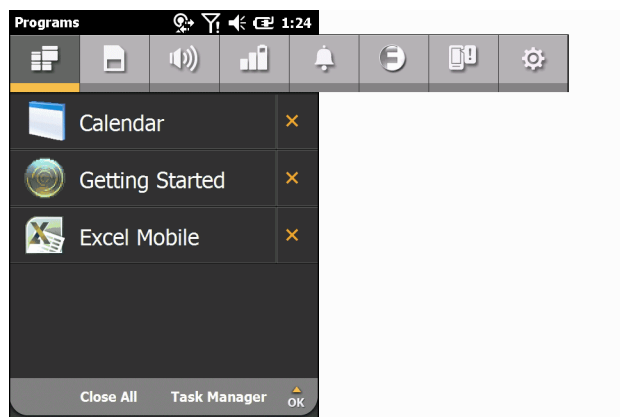 Programs 1:24
Calendar
Getting Started
Excel Mobile
Close All Task Manager OK